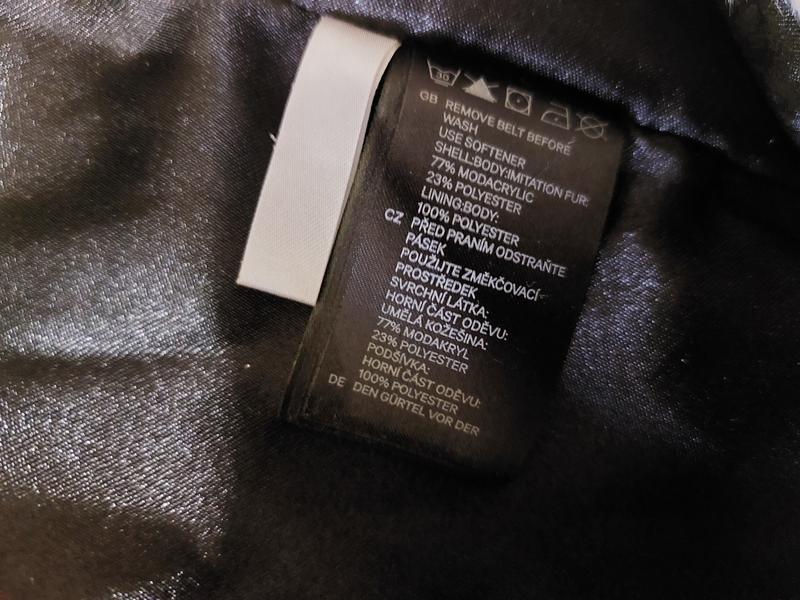 30
GB REMOVE BELT BEFORE
WASH
USE SOFTENER
SHELL:BODY:IMITATION FUR:
77% MODACRYLIC
23% POLYESTER
LINING:BODY:
100% POLYESTER
CZ PŘED PRANÍM ODSTRAŇTE
PÁSEK
POUŽIJTE ZMĚKČOVACÍ
PROSTŘEDEK
SVRCHNÍ LÁTKA:
HORNÍ ČÁST ODĚVU:
UMĚLÁ KOŽEŠINA:
77% MODAKRYL
23% POLYESTER
PODŠÍVKA:
HORNÍ ČÁST ODĚVU:
100% POLYESTER
DE DEN GÜRTEL VOR DER